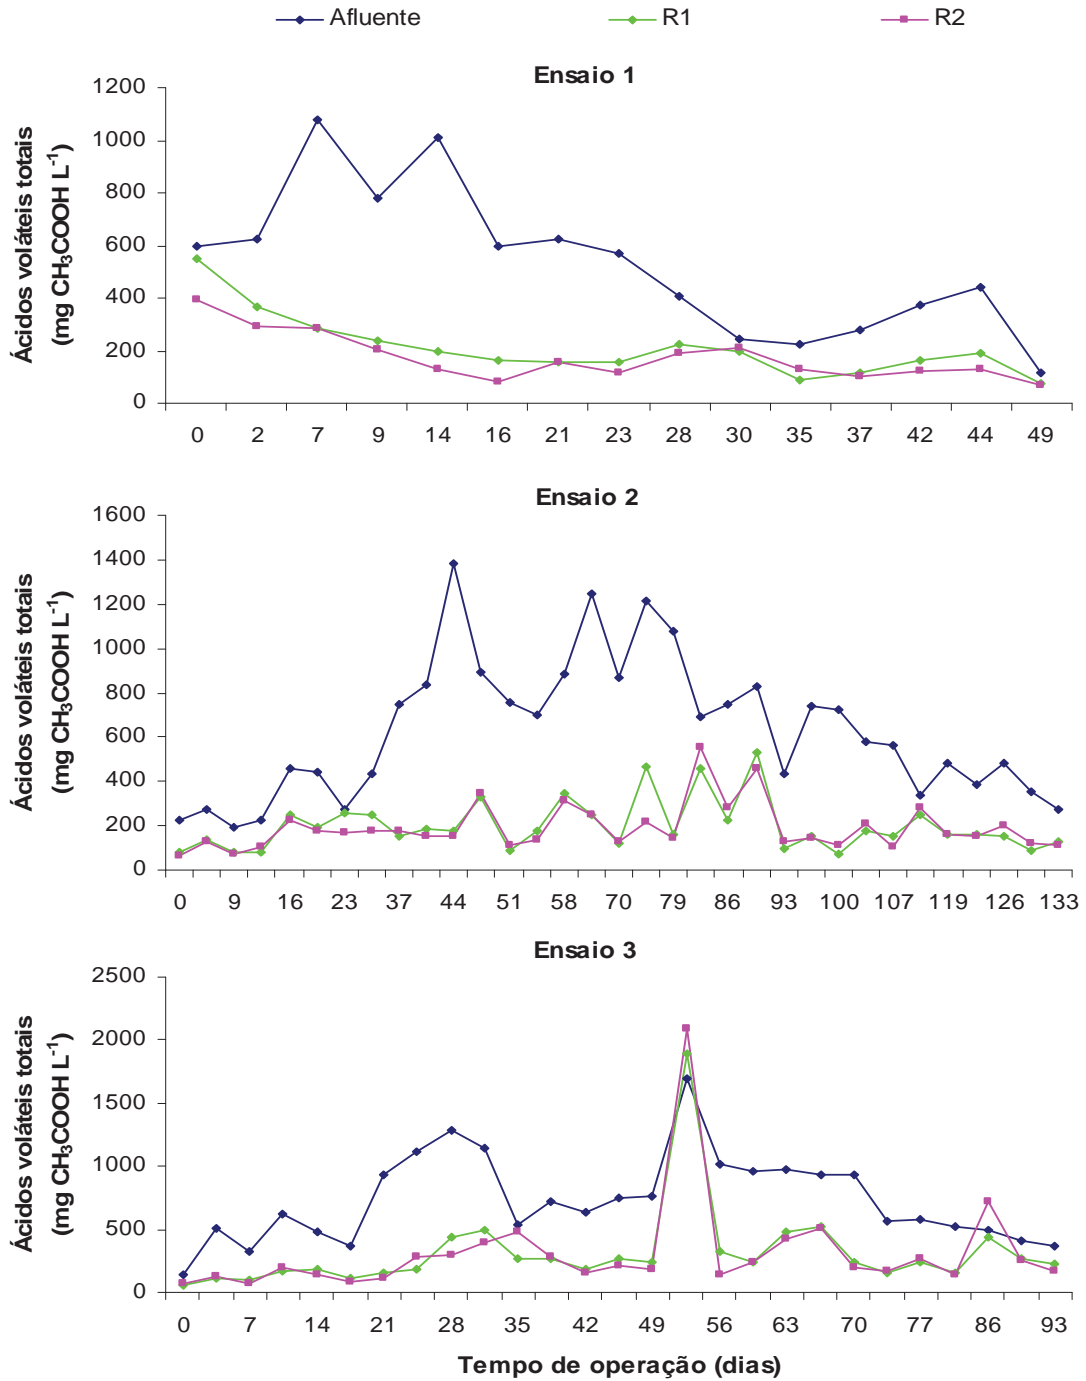 Afluente R1 R2
Ensaio 1
Ácidos voláteis totais
(mg CH₃COOH L⁻¹)
1200
1000
800
600
400
200
0
0 2 7 9 14 16 21 23 28 30 35 37 42 44 49
Ensaio 2
Ácidos voláteis totais
(mg CH₃COOH L⁻¹)
1600
1400
1200
1000
800
600
400
200
0
0 9 16 23 37 44 51 58 70 79 86 93 100 107 119 126 133
Ensaio 3
Ácidos voláteis totais
(mg CH₃COOH L⁻¹)
2500
2000
1500
1000
500
0
0 7 14 21 28 35 42 49 56 63 70 77 86 93
Tempo de operação (dias)